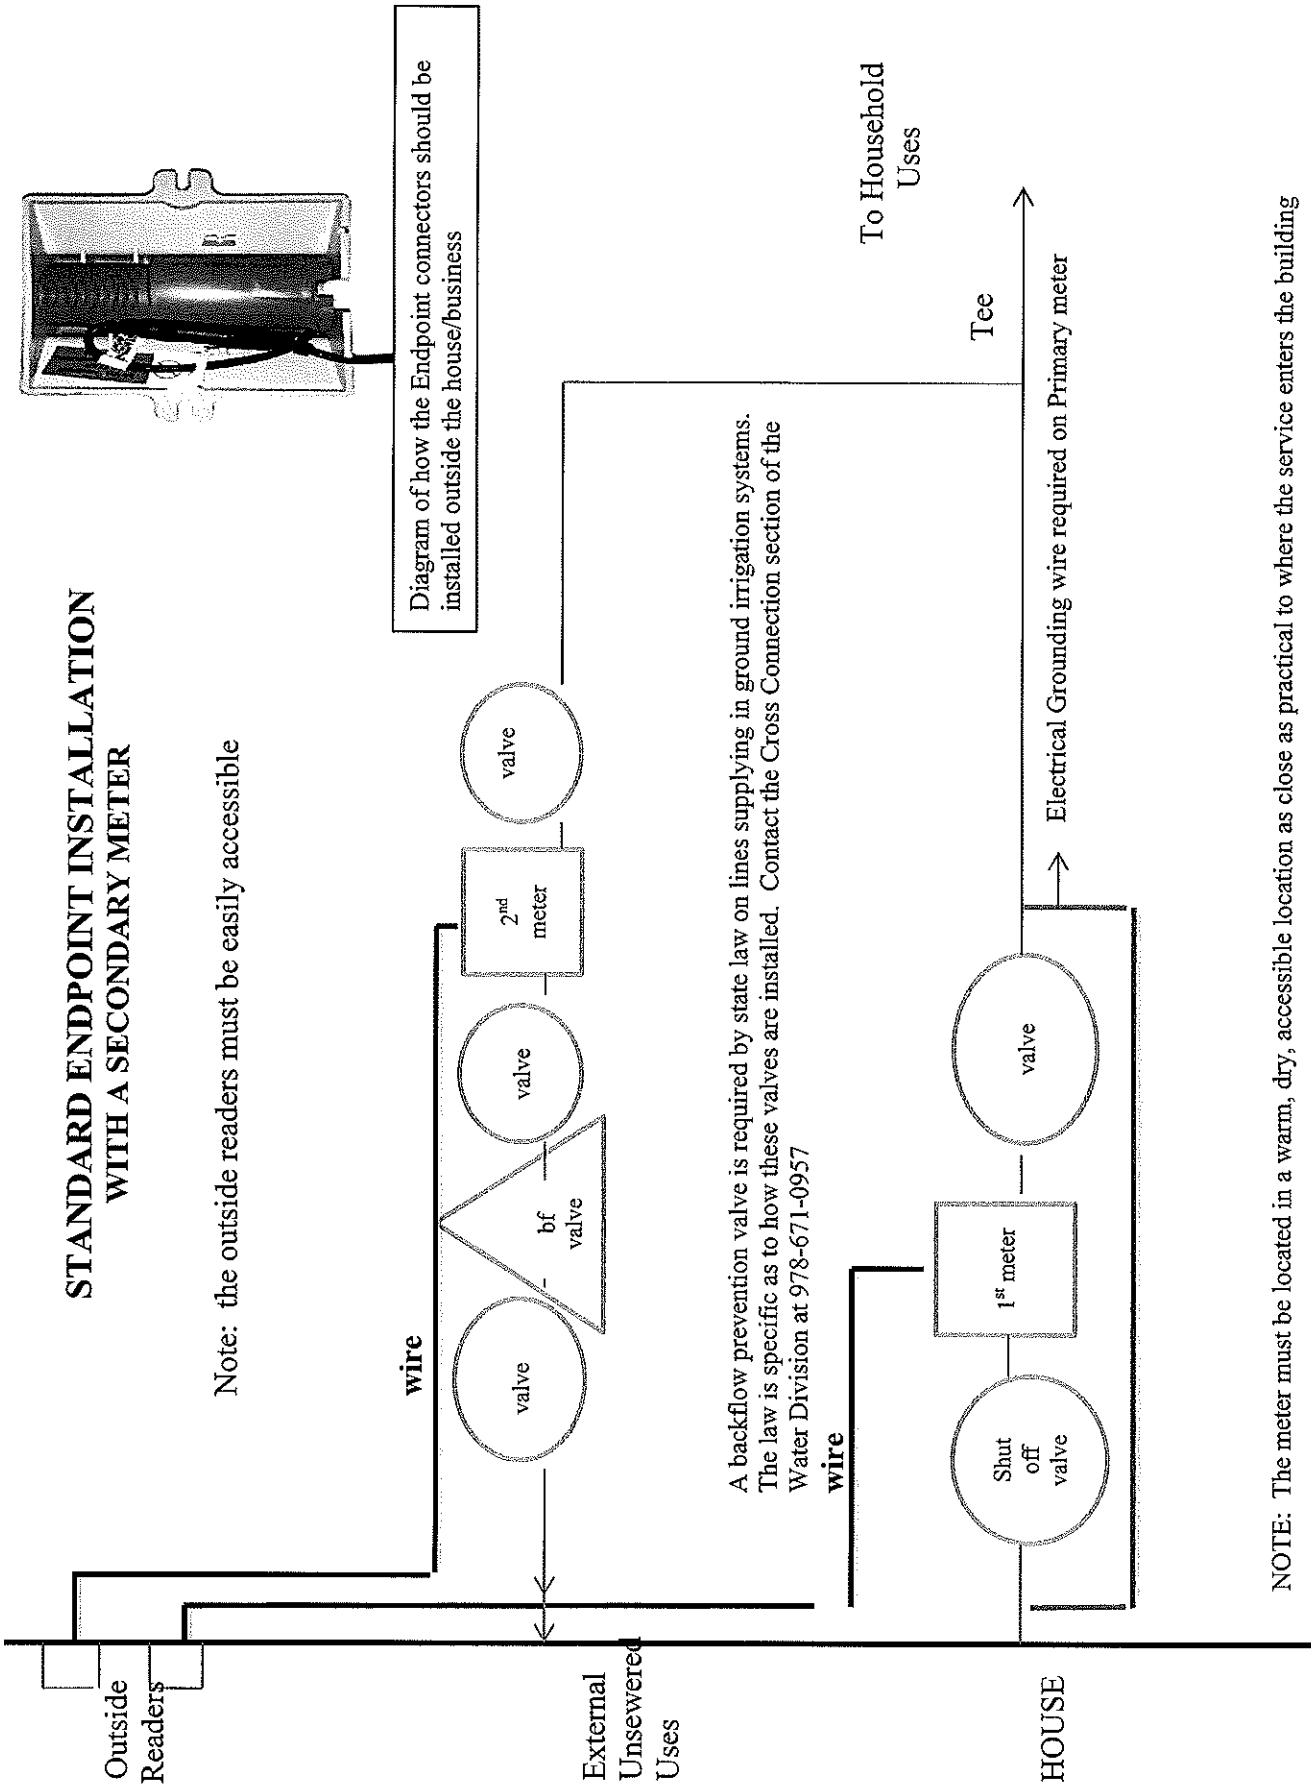 STANDARD ENDPOINT INSTALLATION
WITH A SECONDARY METER
Note: the outside readers must be easily accessible
Diagram of how the Endpoint connectors should be
installed outside the house/business
Outside
Readers
wire
valve
bf
valve
valve
2nd
meter
valve
External
Unsewered
Uses
A backflow prevention valve is required by state law on lines supplying in ground irrigation systems.
The law is specific as to how these valves are installed. Contact the Cross Connection section of the
Water Division at 978-671-0957
wire
Tee
To Household
Uses
HOUSE
Shut
off
valve
1st meter
valve
Electrical Grounding wire required on Primary meter
NOTE: The meter must be located in a warm, dry, accessible location as close as practical to where the service enters the building